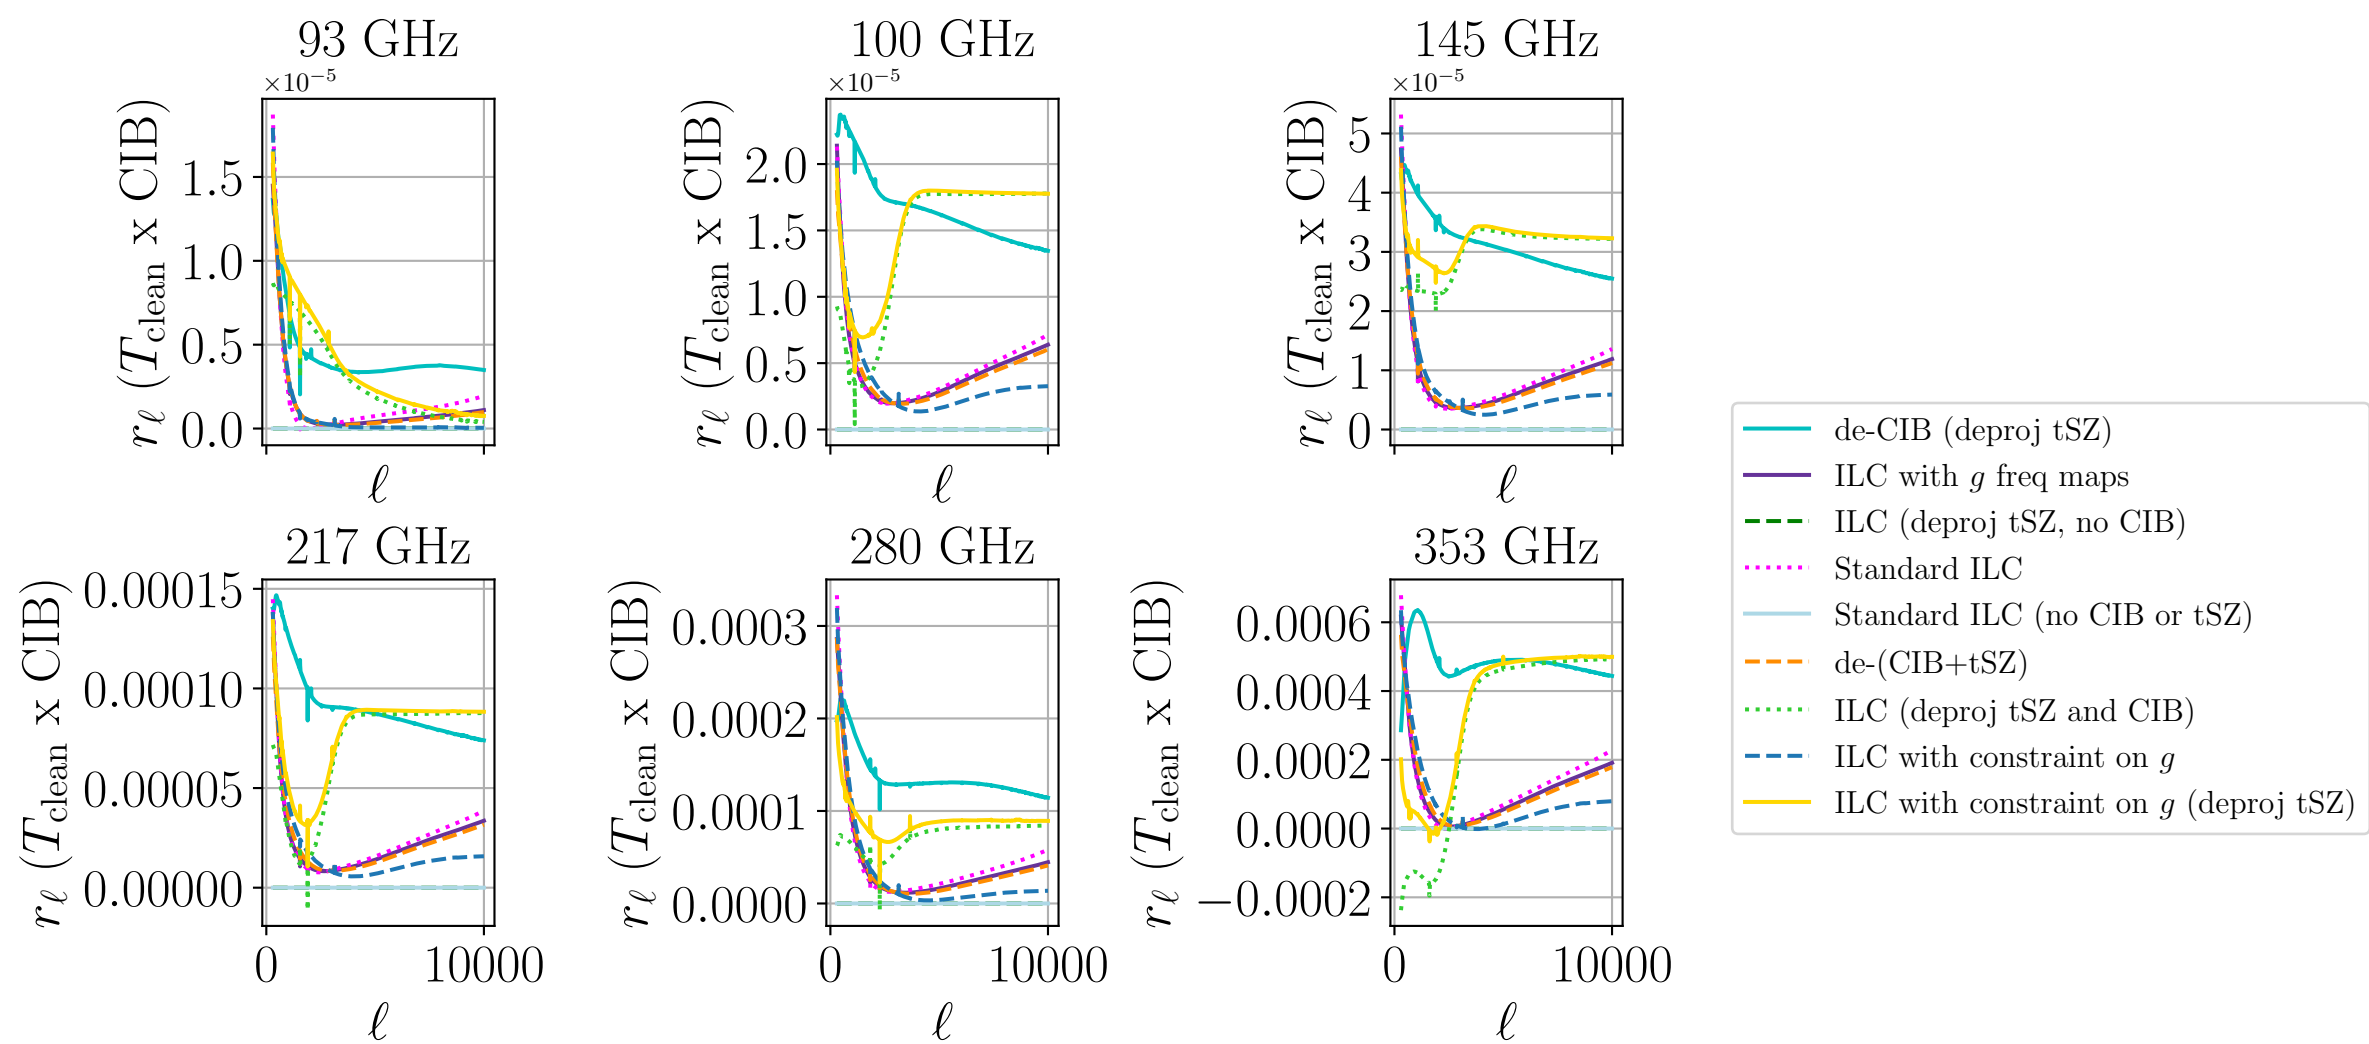 93 GHz
×10⁻⁵
r_ℓ (T_clean x CIB)
1.5
1.0
0.5
0.0
ℓ
100 GHz
×10⁻⁵
r_ℓ (T_clean x CIB)
2.0
1.5
1.0
0.5
0.0
ℓ
145 GHz
×10⁻⁵
r_ℓ (T_clean x CIB)
5
4
3
2
1
0
ℓ
217 GHz
r_ℓ (T_clean x CIB)
0.00015
0.00010
0.00005
0.00000
0
10000
ℓ
280 GHz
r_ℓ (T_clean x CIB)
0.0003
0.0002
0.0001
0.0000
0
10000
ℓ
353 GHz
r_ℓ (T_clean x CIB)
0.0006
0.0004
0.0002
0.0000
−0.0002
0
10000
ℓ
de-CIB (deproj tSZ)
ILC with g freq maps
ILC (deproj tSZ, no CIB)
Standard ILC
Standard ILC (no CIB or tSZ)
de-(CIB+tSZ)
ILC (deproj tSZ and CIB)
ILC with constraint on g
ILC with constraint on g (deproj tSZ)